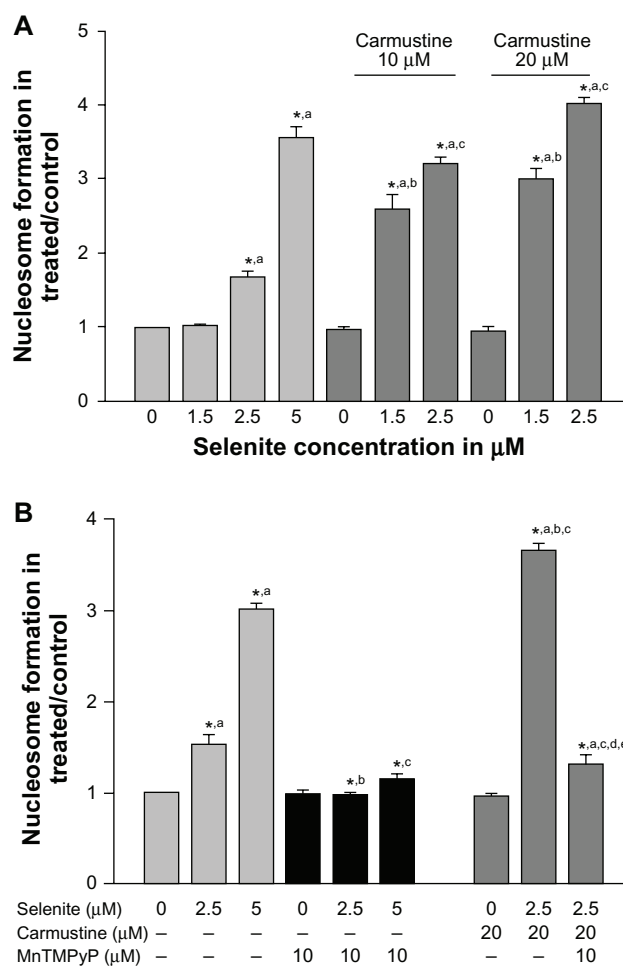 A
Nucleosome formation in
treated/control
5
4
3
2
1
0
Carmustine
10 μM
Carmustine
20 μM
*,a
*,a
*,a,b
*,a,c
*,a,b
*,a,c
0 1.5 2.5 5 0 1.5 2.5 0 1.5 2.5
Selenite concentration in μM
B
Nucleosome formation in
treated/control
4
3
2
1
0
*,a
*,a
*,b
*,c
*,a,b,c
*,a,c,d,e
Selenite (μM) 0 2.5 5 0 2.5 5 0 2.5 2.5
Carmustine (μM) – – – – – – 20 20 20
MnTMPyP (μM) – – – 10 10 10 – – 10